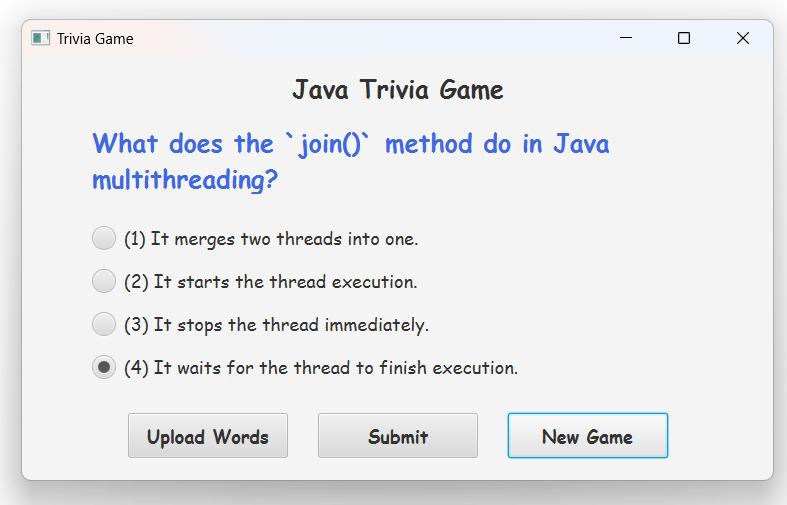 Trivia Game
Java Trivia Game
What does the `join()` method do in Java
multithreading?
(1) It merges two threads into one.
(2) It starts the thread execution.
(3) It stops the thread immediately.
(4) It waits for the thread to finish execution.
Upload Words Submit New Game